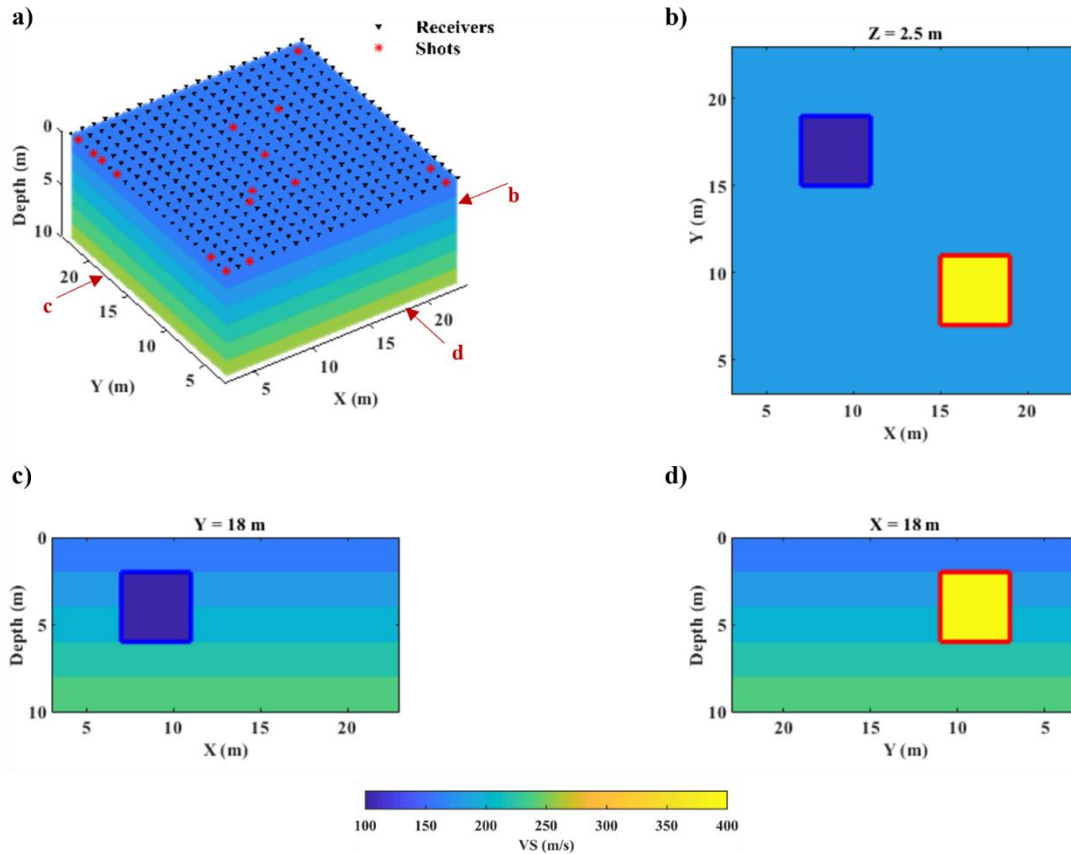 a)
Receivers
Shots
0
5
10
Depth (m)
20
15
10
5
Y (m)
5
10
15
20
X (m)
b
c
d
b)
Z = 2.5 m
20
15
10
5
Y (m)
5
10
15
20
X (m)
c)
Y = 18 m
0
5
10
Depth (m)
5
10
15
20
X (m)
d)
X = 18 m
0
5
10
Depth (m)
20
15
10
5
Y (m)
100
150
200
250
300
350
400
VS (m/s)